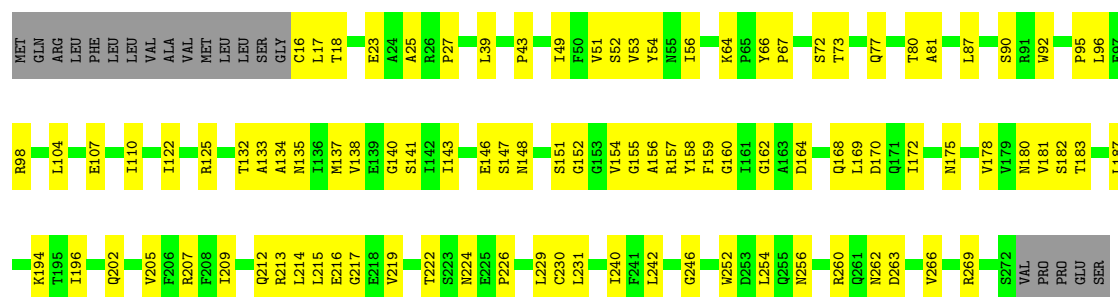 MET GLN ARG LEU PHE LEU LEU VAL ALA VAL MET LEU LEU SER GLY C16 L17 T18 E23 A24 A25 R26 P27 L39 P43 I49 F50 V51 S52 V53 Y54 N55 I56 K64 P65 Y66 P67 S72 T73 Q77 T80 A81 L87 S90 R91 W92 P95 L96
R98 L104 E107 I110 I122 R125 T132 A133 A134 N135 I136 M137 V138 E139 G140 S141 I142 I143 E146 S147 N148 S151 G152 G153 V154 G155 A156 R157 Y158 F159 G160 I161 G162 A163 D164 Q168 L169 D170 Q171 I172 N175 V178 V179 N180 V181 S182 T183
K194 T195 I196 Q202 V205 F206 R207 F208 I209 Q212 R213 L214 L215 E216 G217 E218 V219 T222 S223 N224 E225 P226 L229 C230 L231 I240 F241 L242 G246 W252 D253 L254 Q255 N256 R260 Q261 N262 D263 V266 R269 S272 VAL PRO PRO GLU SER